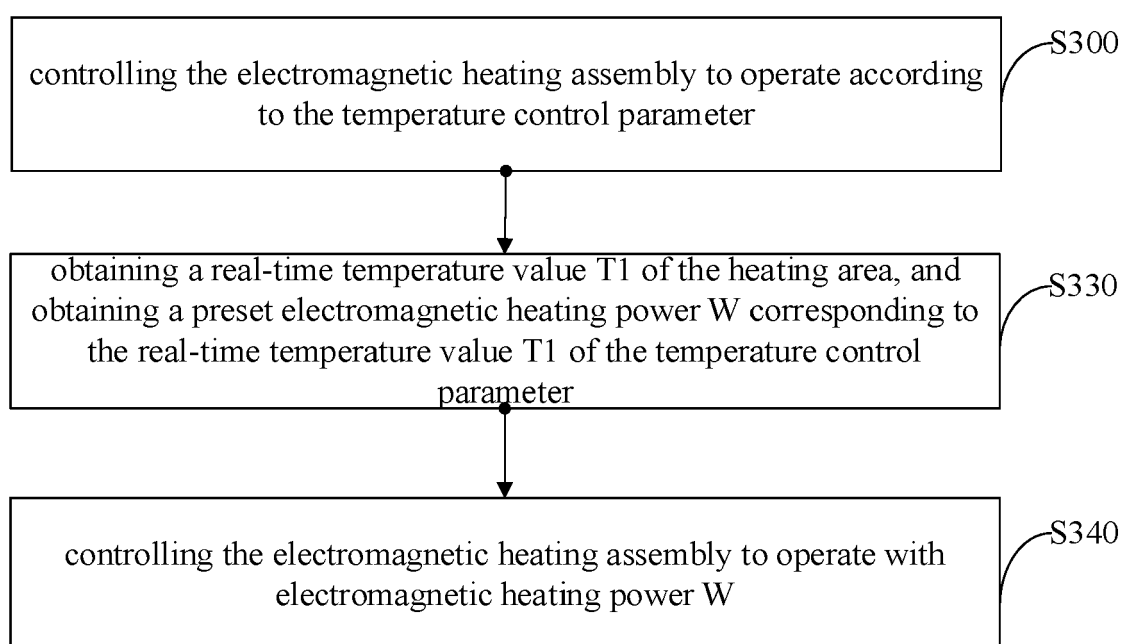 controlling the electromagnetic heating assembly to operate according
to the temperature control parameter
S300
obtaining a real-time temperature value T1 of the heating area, and
obtaining a preset electromagnetic heating power W corresponding to
the real-time temperature value T1 of the temperature control
parameter
S330
controlling the electromagnetic heating assembly to operate with
electromagnetic heating power W
S340